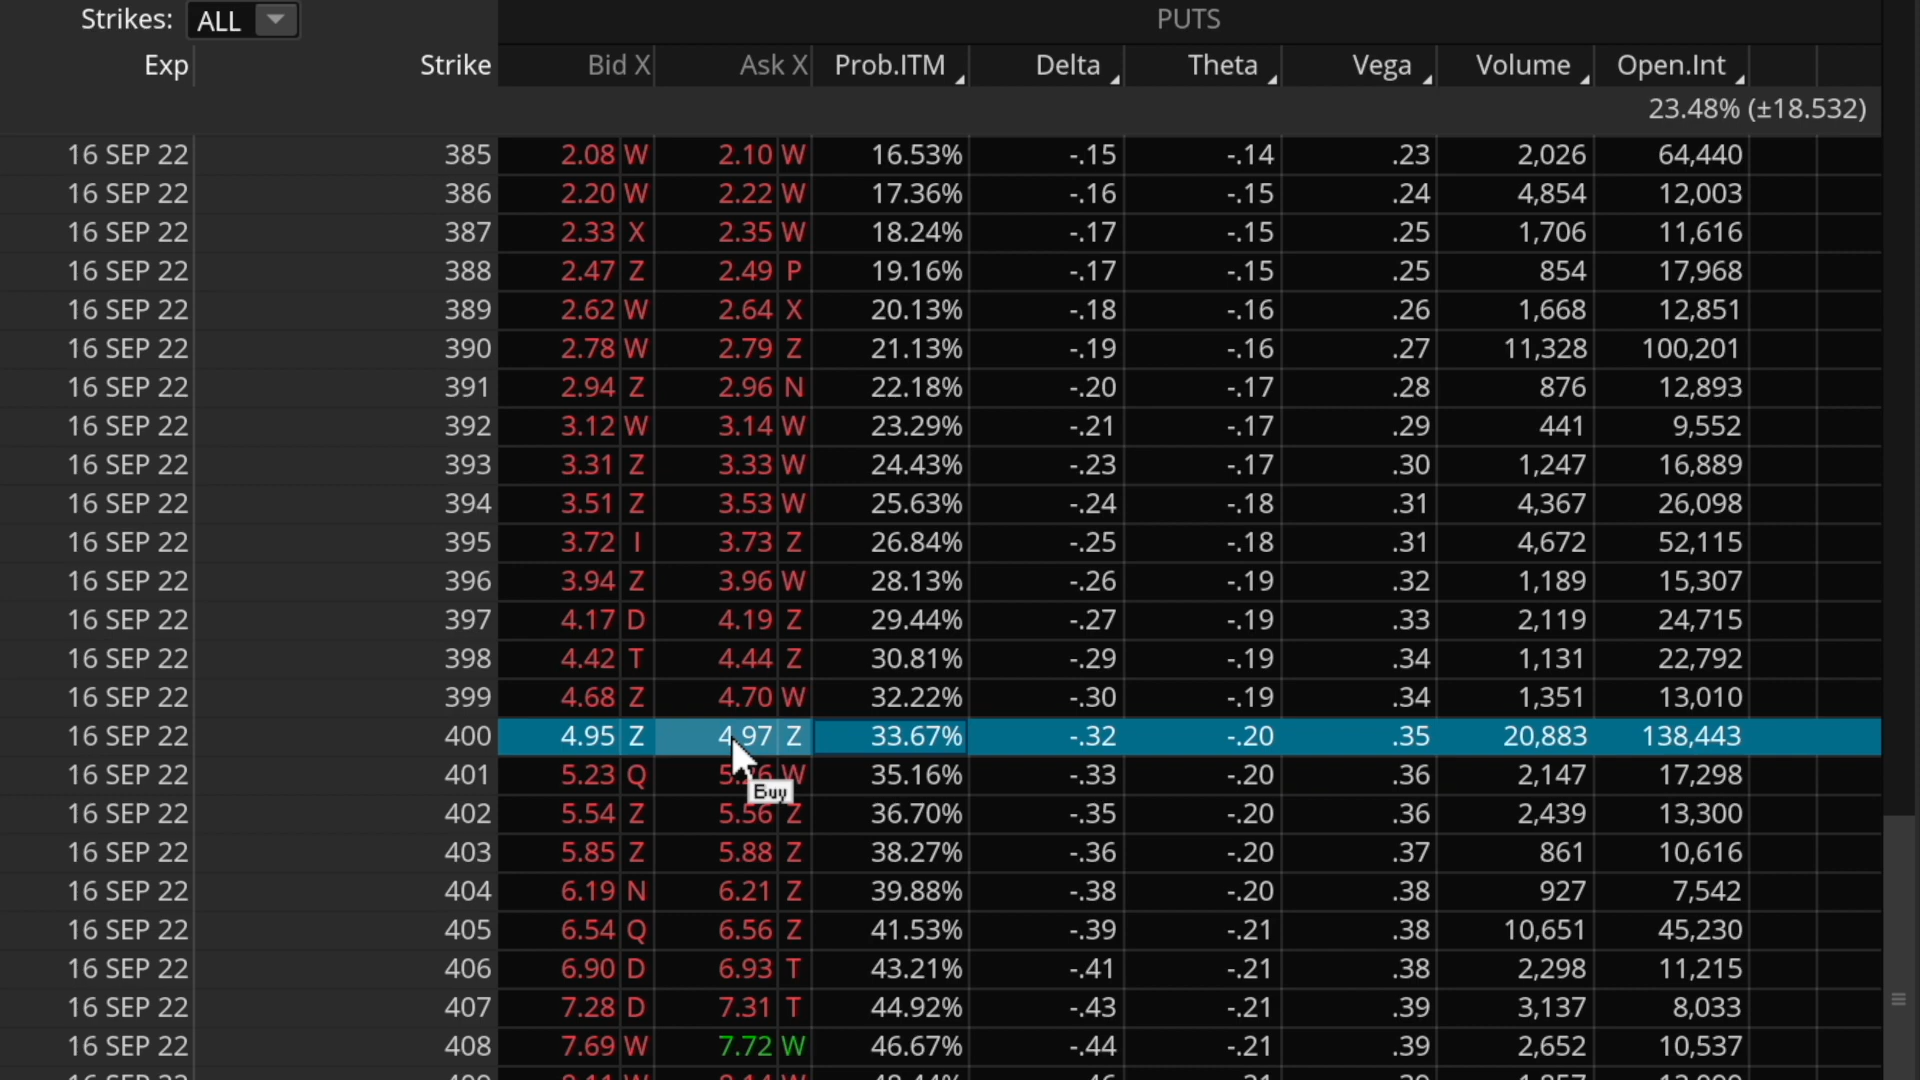 Strikes: ALL PUTS
Exp Strike Bid X Ask X Prob.ITM Delta Theta Vega Volume Open.Int
23.48% (±18.532)
16 SEP 22 385 2.08 W 2.10 W 16.53% -.15 -.14 .23 2,026 64,440
16 SEP 22 386 2.20 W 2.22 W 17.36% -.16 -.15 .24 4,854 12,003
16 SEP 22 387 2.33 X 2.35 W 18.24% -.17 -.15 .25 1,706 11,616
16 SEP 22 388 2.47 Z 2.49 P 19.16% -.17 -.15 .25 854 17,968
16 SEP 22 389 2.62 W 2.64 X 20.13% -.18 -.16 .26 1,668 12,851
16 SEP 22 390 2.78 W 2.79 Z 21.13% -.19 -.16 .27 11,328 100,201
16 SEP 22 391 2.94 Z 2.96 N 22.18% -.20 -.17 .28 876 12,893
16 SEP 22 392 3.12 W 3.14 W 23.29% -.21 -.17 .29 441 9,552
16 SEP 22 393 3.31 Z 3.33 W 24.43% -.23 -.17 .30 1,247 16,889
16 SEP 22 394 3.51 Z 3.53 W 25.63% -.24 -.18 .31 4,367 26,098
16 SEP 22 395 3.72 I 3.73 Z 26.84% -.25 -.18 .31 4,672 52,115
16 SEP 22 396 3.94 Z 3.96 W 28.13% -.26 -.19 .32 1,189 15,307
16 SEP 22 397 4.17 D 4.19 Z 29.44% -.27 -.19 .33 2,119 24,715
16 SEP 22 398 4.42 T 4.44 Z 30.81% -.29 -.19 .34 1,131 22,792
16 SEP 22 399 4.68 Z 4.70 W 32.22% -.30 -.19 .34 1,351 13,010
16 SEP 22 400 4.95 Z 4.97 Z 33.67% -.32 -.20 .35 20,883 138,443
16 SEP 22 401 5.23 Q 5.26 W 35.16% -.33 -.20 .36 2,147 17,298
Buy
16 SEP 22 402 5.54 Z 5.56 Z 36.70% -.35 -.20 .36 2,439 13,300
16 SEP 22 403 5.85 Z 5.88 Z 38.27% -.36 -.20 .37 861 10,616
16 SEP 22 404 6.19 N 6.21 Z 39.88% -.38 -.20 .38 927 7,542
16 SEP 22 405 6.54 Q 6.56 Z 41.53% -.39 -.21 .38 10,651 45,230
16 SEP 22 406 6.90 D 6.93 T 43.21% -.41 -.21 .38 2,298 11,215
16 SEP 22 407 7.28 D 7.31 T 44.92% -.43 -.21 .39 3,137 8,033
16 SEP 22 408 7.69 W 7.72 W 46.67% -.44 -.21 .39 2,652 10,537